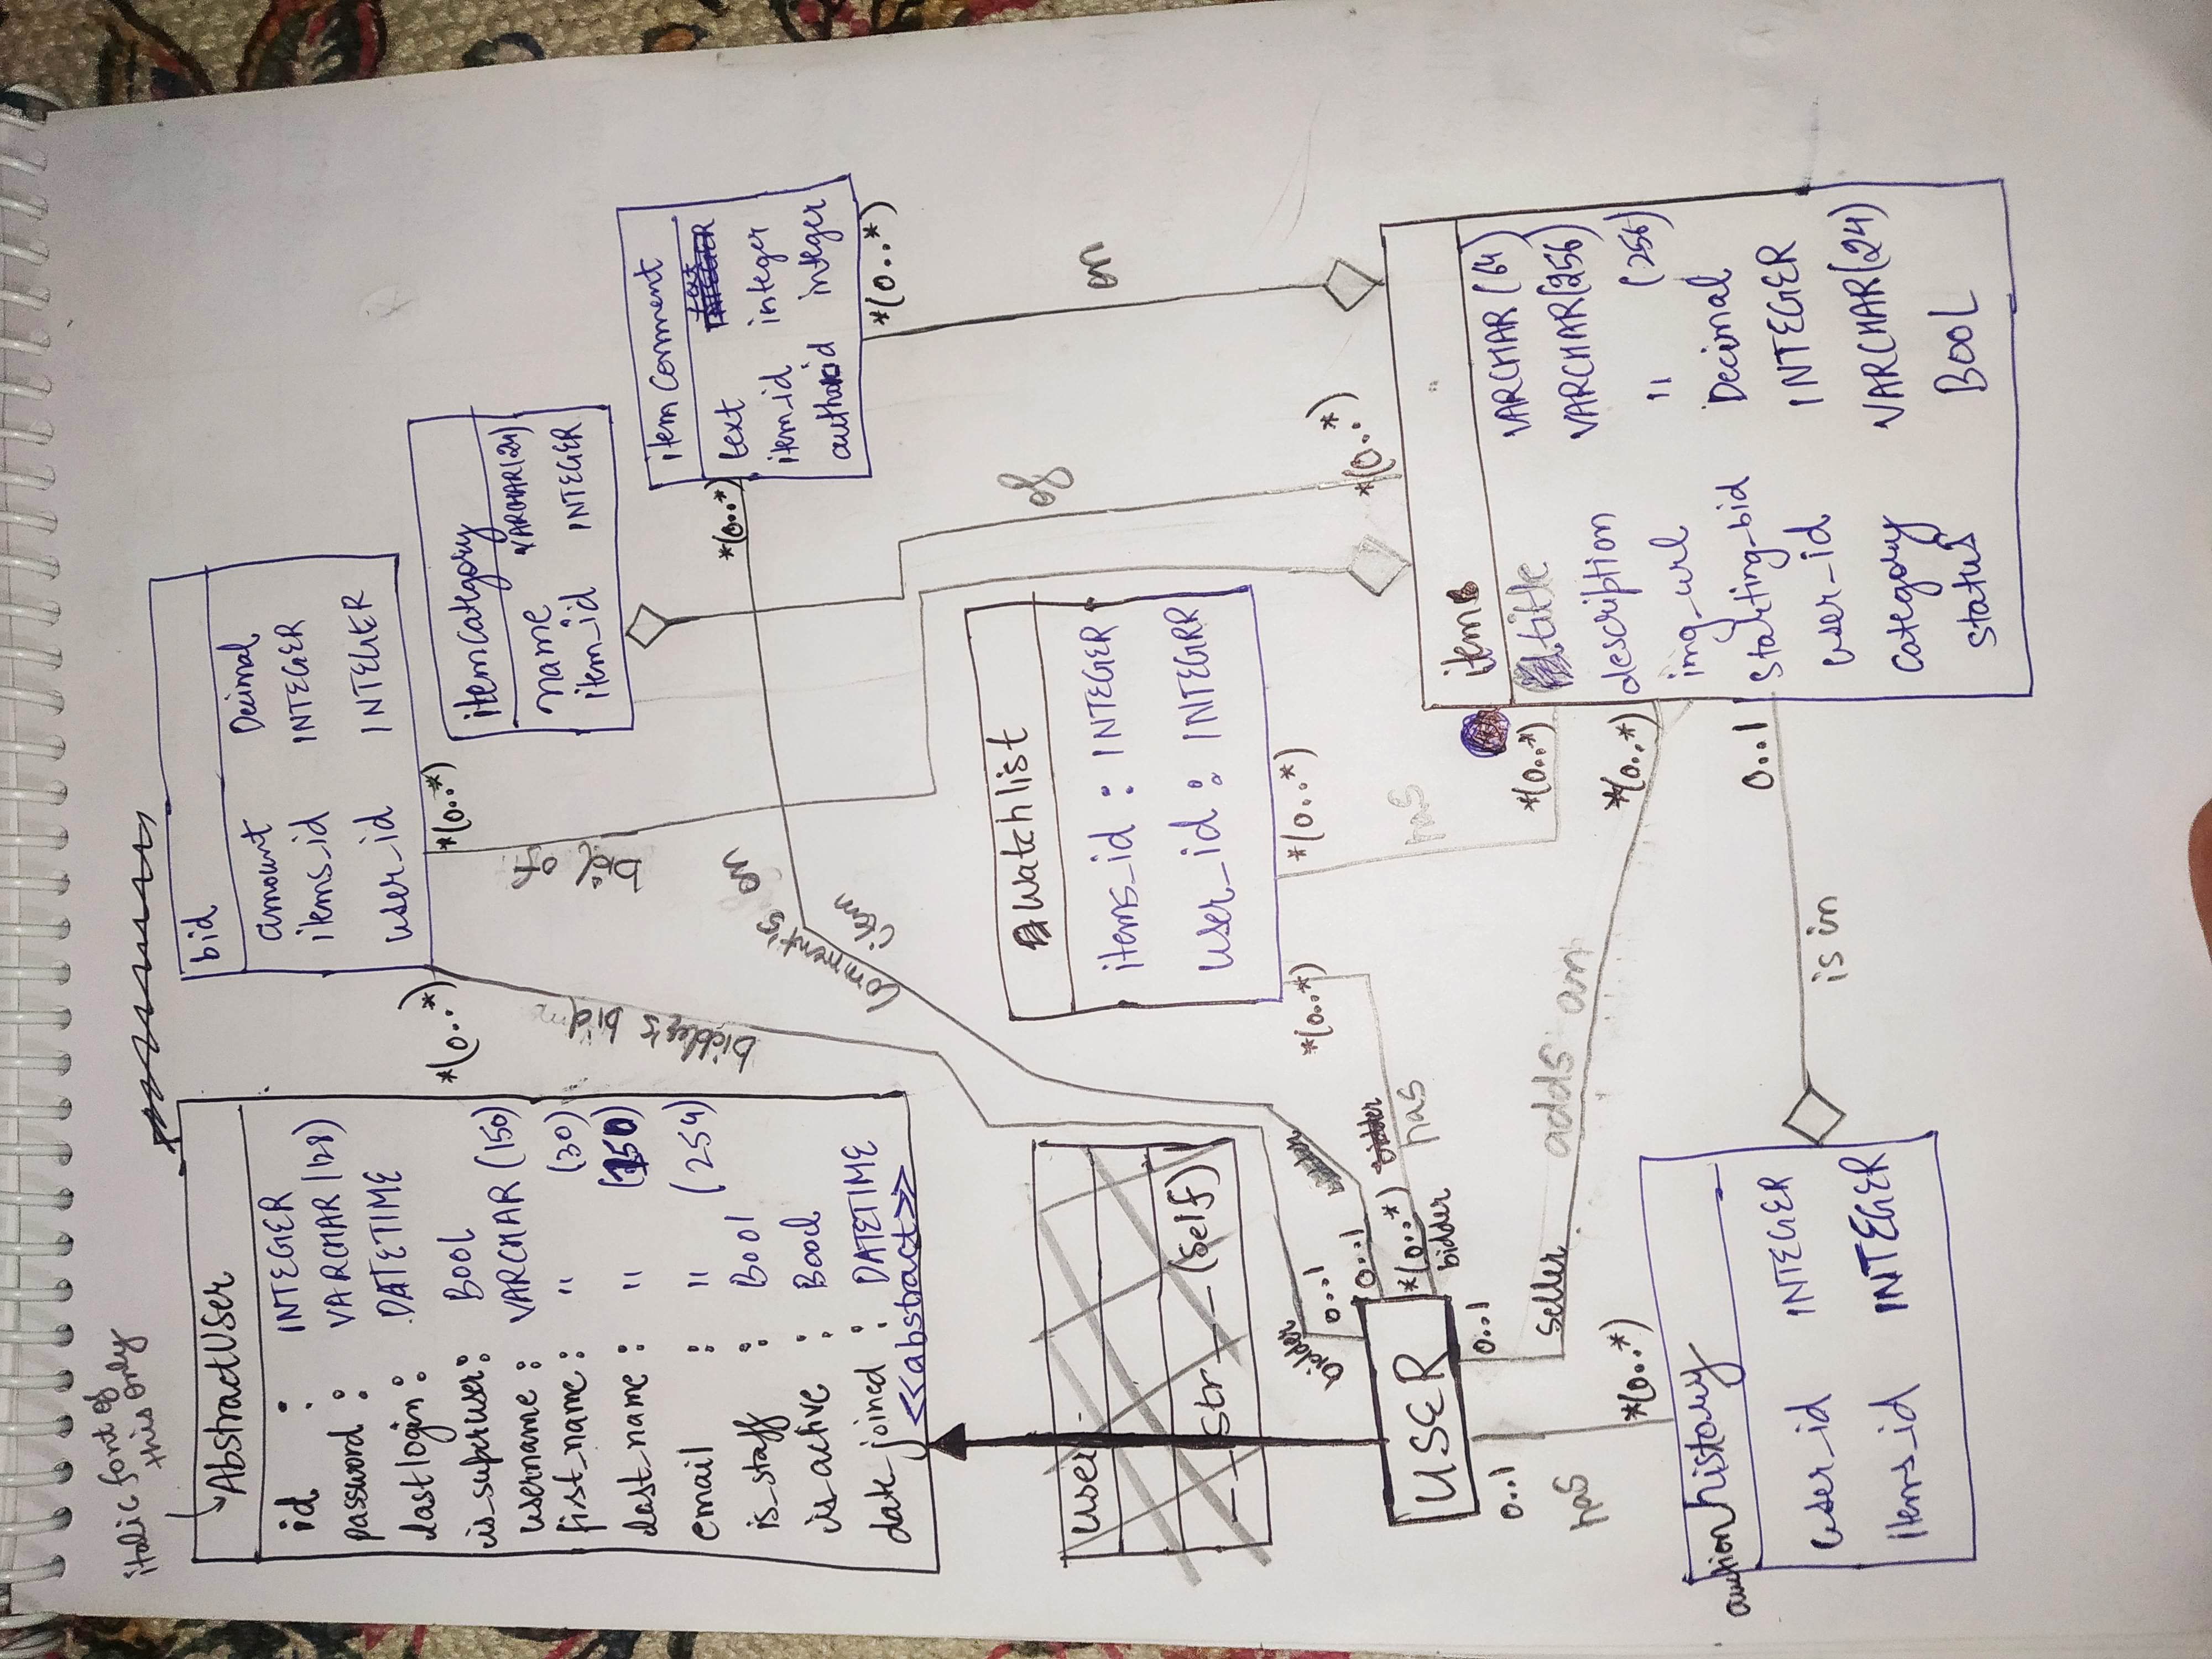 italic font of
this only
AbstractUser
id : INTEGER
password : VARCHAR (128)
lastlogin : DATETIME
is_superuser : BOOL
username : VARCHAR (150)
first_name : " (30)
last_name : " (150)
email : " (254)
is_staff : Bool
is_active : Bool
date_joined : DATETIME
<<abstract>>
bid
amount Decimal
items_id INTEGER
user_id INTEGER
*(0..*)
*(0..*)
bidder's bid
bid of
itemcategory
name VARCHAR(24)
item_id INTEGER
item Comment
text text
item_id integer
authorid integer
*(0..*)
*(0..*)
Comment's on
item
user
__str__(self)
Watchlist
items_id : INTEGER
user_id : INTEGRR
of
on
*(0..*)
*(0..*)
bidder
0..1
0..1
*(0..*)
bidder
has
USER
0..1
0..1
has
seller
adds an
has
*(0..*)
*(0..*)
*(0..*)
*(0..*)
item
title VARCHAR (64)
description VARCHAR(256)
img_url " (256)
Starting_bid Decimal
user_id INTEGER
Category VARCHAR(24)
Status BOOL
auction history
user_id INTEGER
items_id INTEGER
0..1
is in